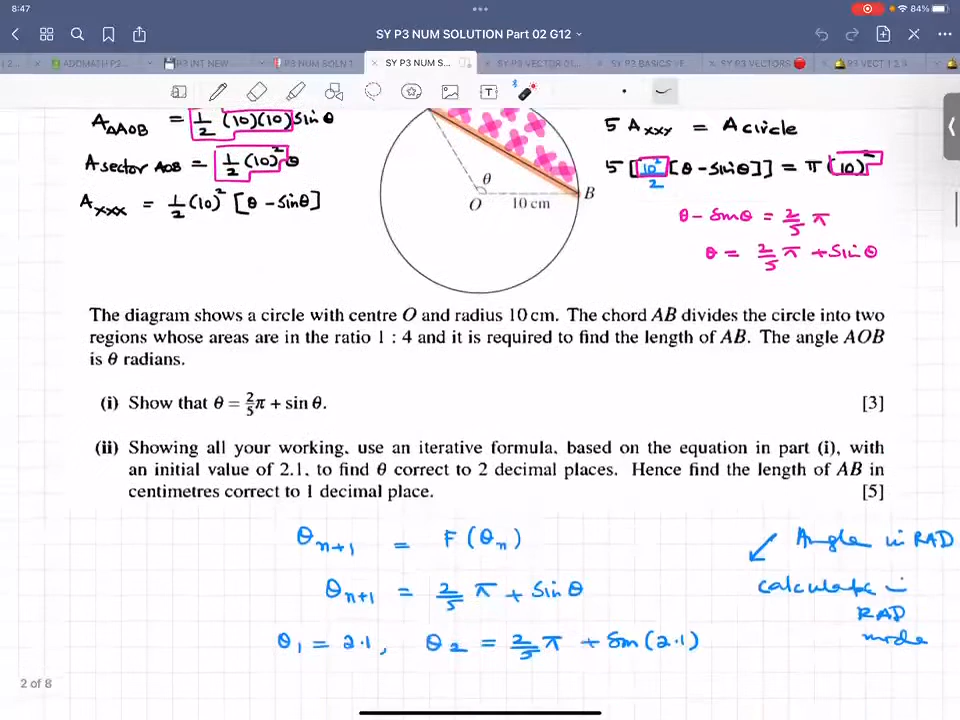 8:47
84%
SY P3 NUM SOLUTION Part 02 G12
ADDMATH P2...
P3 INT NEW
P3 NUM SOLN 1
SY P3 NUM S...
SY P3 VECTOR 01...
SY P3 BASICS VE...
SY P3 VECTORS
P3 VECT 1 2 3
A△AOB = 1/2 (10)(10) sin θ
A sector AOB = 1/2 (10)² θ
A xxx = 1/2 (10)² [θ - sinθ]
θ
O 10 cm B
5 A xxx = A circle
5 [10²/2 [θ - sinθ]] = π (10)²
θ - sinθ = 2/5 π
θ = 2/5 π + sin θ
The diagram shows a circle with centre O and radius 10 cm. The chord AB divides the circle into two
regions whose areas are in the ratio 1 : 4 and it is required to find the length of AB. The angle AOB
is θ radians.
(i) Show that θ = 2/5 π + sin θ. [3]
(ii) Showing all your working, use an iterative formula, based on the equation in part (i), with
an initial value of 2.1, to find θ correct to 2 decimal places. Hence find the length of AB in
centimetres correct to 1 decimal place. [5]
θn+1 = F(θn)
θn+1 = 2/5 π + sin θ
θ1 = 2.1, θ2 = 2/5 π + sin(2.1)
Angle in RAD
calculate in
RAD
mode
2 of 8